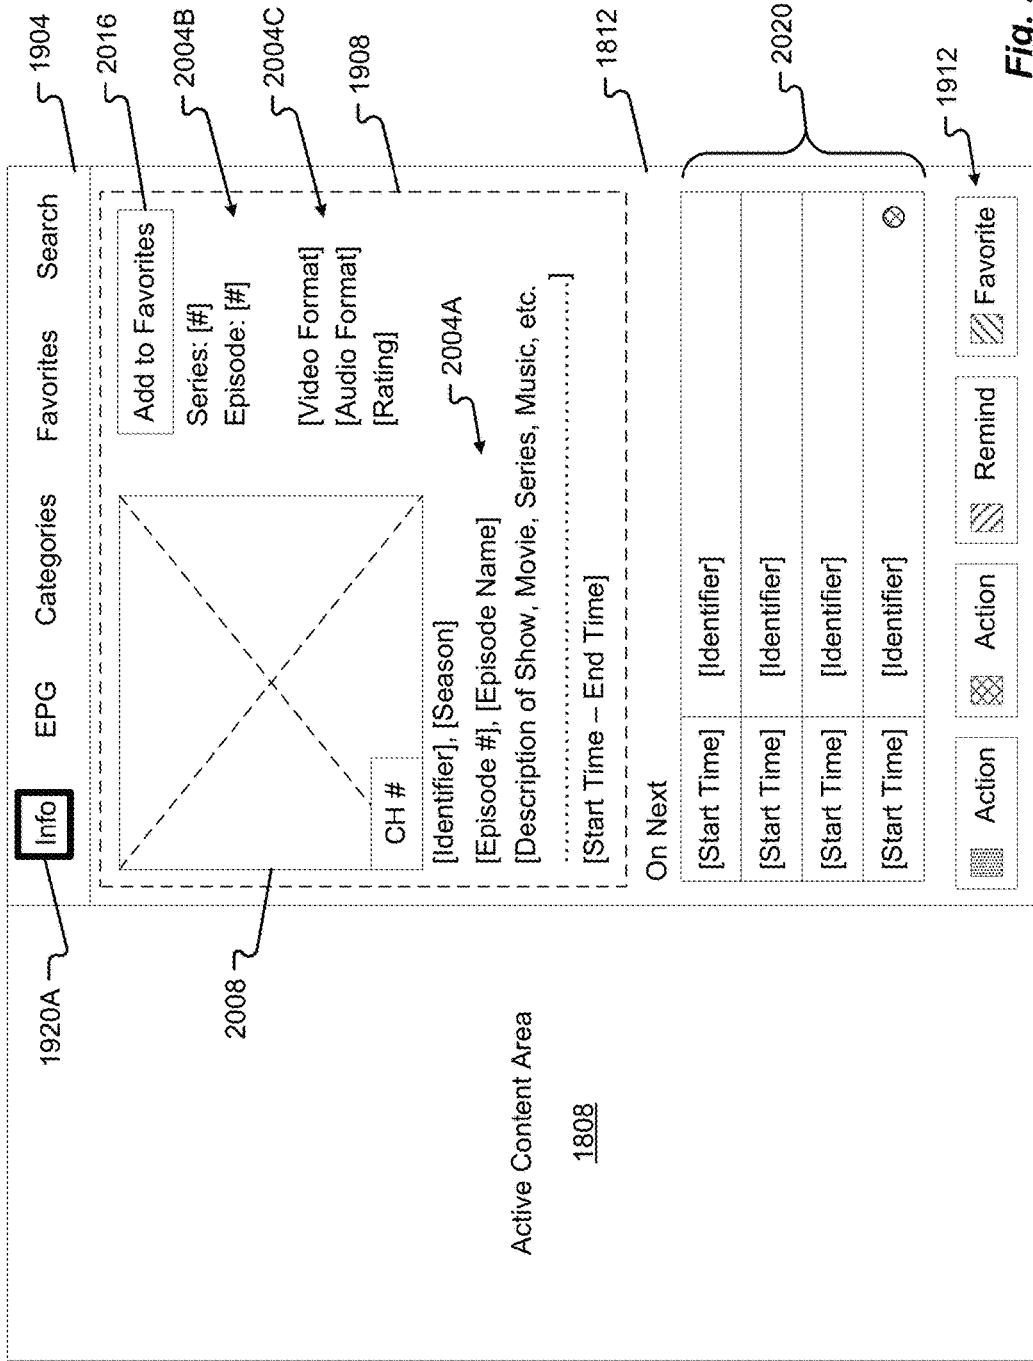 1920A
Info EPG Categories Favorites Search
1904
2008
CH #
Add to Favorites
2016
Series: [#]
Episode: [#]
2004B
[Video Format]
[Audio Format]
[Rating]
2004C
1908
[Identifier], [Season]
[Episode #], [Episode Name]
2004A
[Description of Show, Movie, Series, Music, etc.
........................................................ ]
[Start Time – End Time]
Active Content Area
1808
1812
On Next
[Start Time] [Identifier]
[Start Time] [Identifier]
[Start Time] [Identifier]
[Start Time] [Identifier]
2020
Action Action Remind Favorite
1912
Fig.